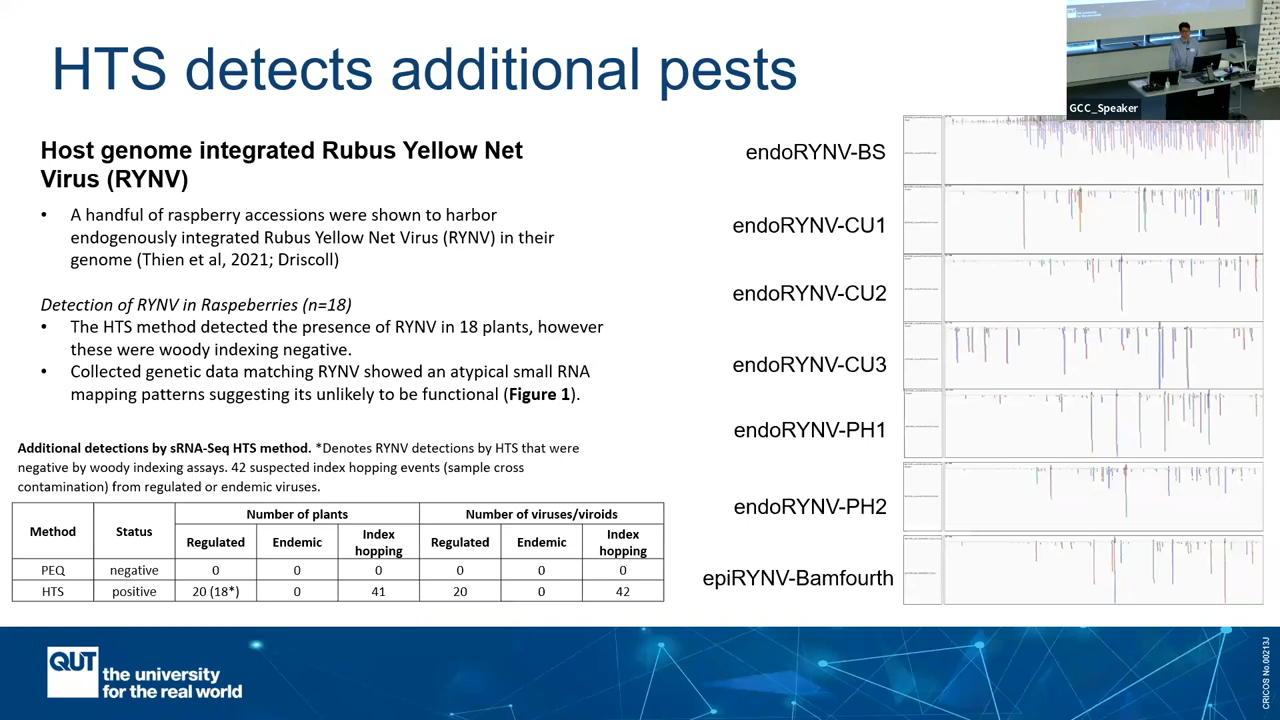 HTS detects additional pests
GCC_Speaker
Host genome integrated Rubus Yellow Net
Virus (RYNV)
• A handful of raspberry accessions were shown to harbor
endogenously integrated Rubus Yellow Net Virus (RYNV) in their
genome (Thien et al, 2021; Driscoll)
Detection of RYNV in Raspeberries (n=18)
• The HTS method detected the presence of RYNV in 18 plants, however
these were woody indexing negative.
• Collected genetic data matching RYNV showed an atypical small RNA
mapping patterns suggesting its unlikely to be functional (Figure 1).
Additional detections by sRNA-Seq HTS method. *Denotes RYNV detections by HTS that were
negative by woody indexing assays. 42 suspected index hopping events (sample cross
contamination) from regulated or endemic viruses.
Method Status Number of plants Number of viruses/viroids
Regulated Endemic Index hopping Regulated Endemic Index hopping
PEQ negative 0 0 0 0 0 0
HTS positive 20 (18*) 0 41 20 0 42
endoRYNV-BS
endoRYNV-CU1
endoRYNV-CU2
endoRYNV-CU3
endoRYNV-PH1
endoRYNV-PH2
epiRYNV-Bamfourth
QUT
the university
for the real world
CRICOS No.00213J